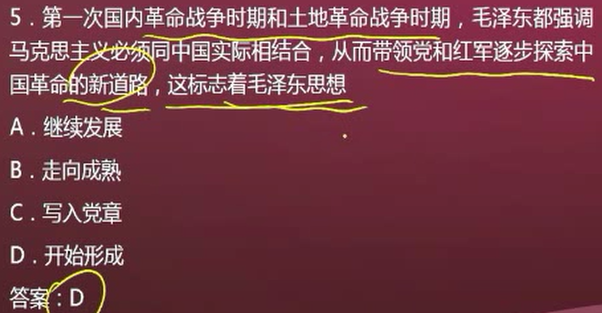 5．第一次国内革命战争时期和土地革命战争时期，毛泽东都强调
马克思主义必须同中国实际相结合，从而带领党和红军逐步探索中
国革命的新道路，这标志着毛泽东思想
A．继续发展
B．走向成熟
C．写入党章
D．开始形成
答案：D